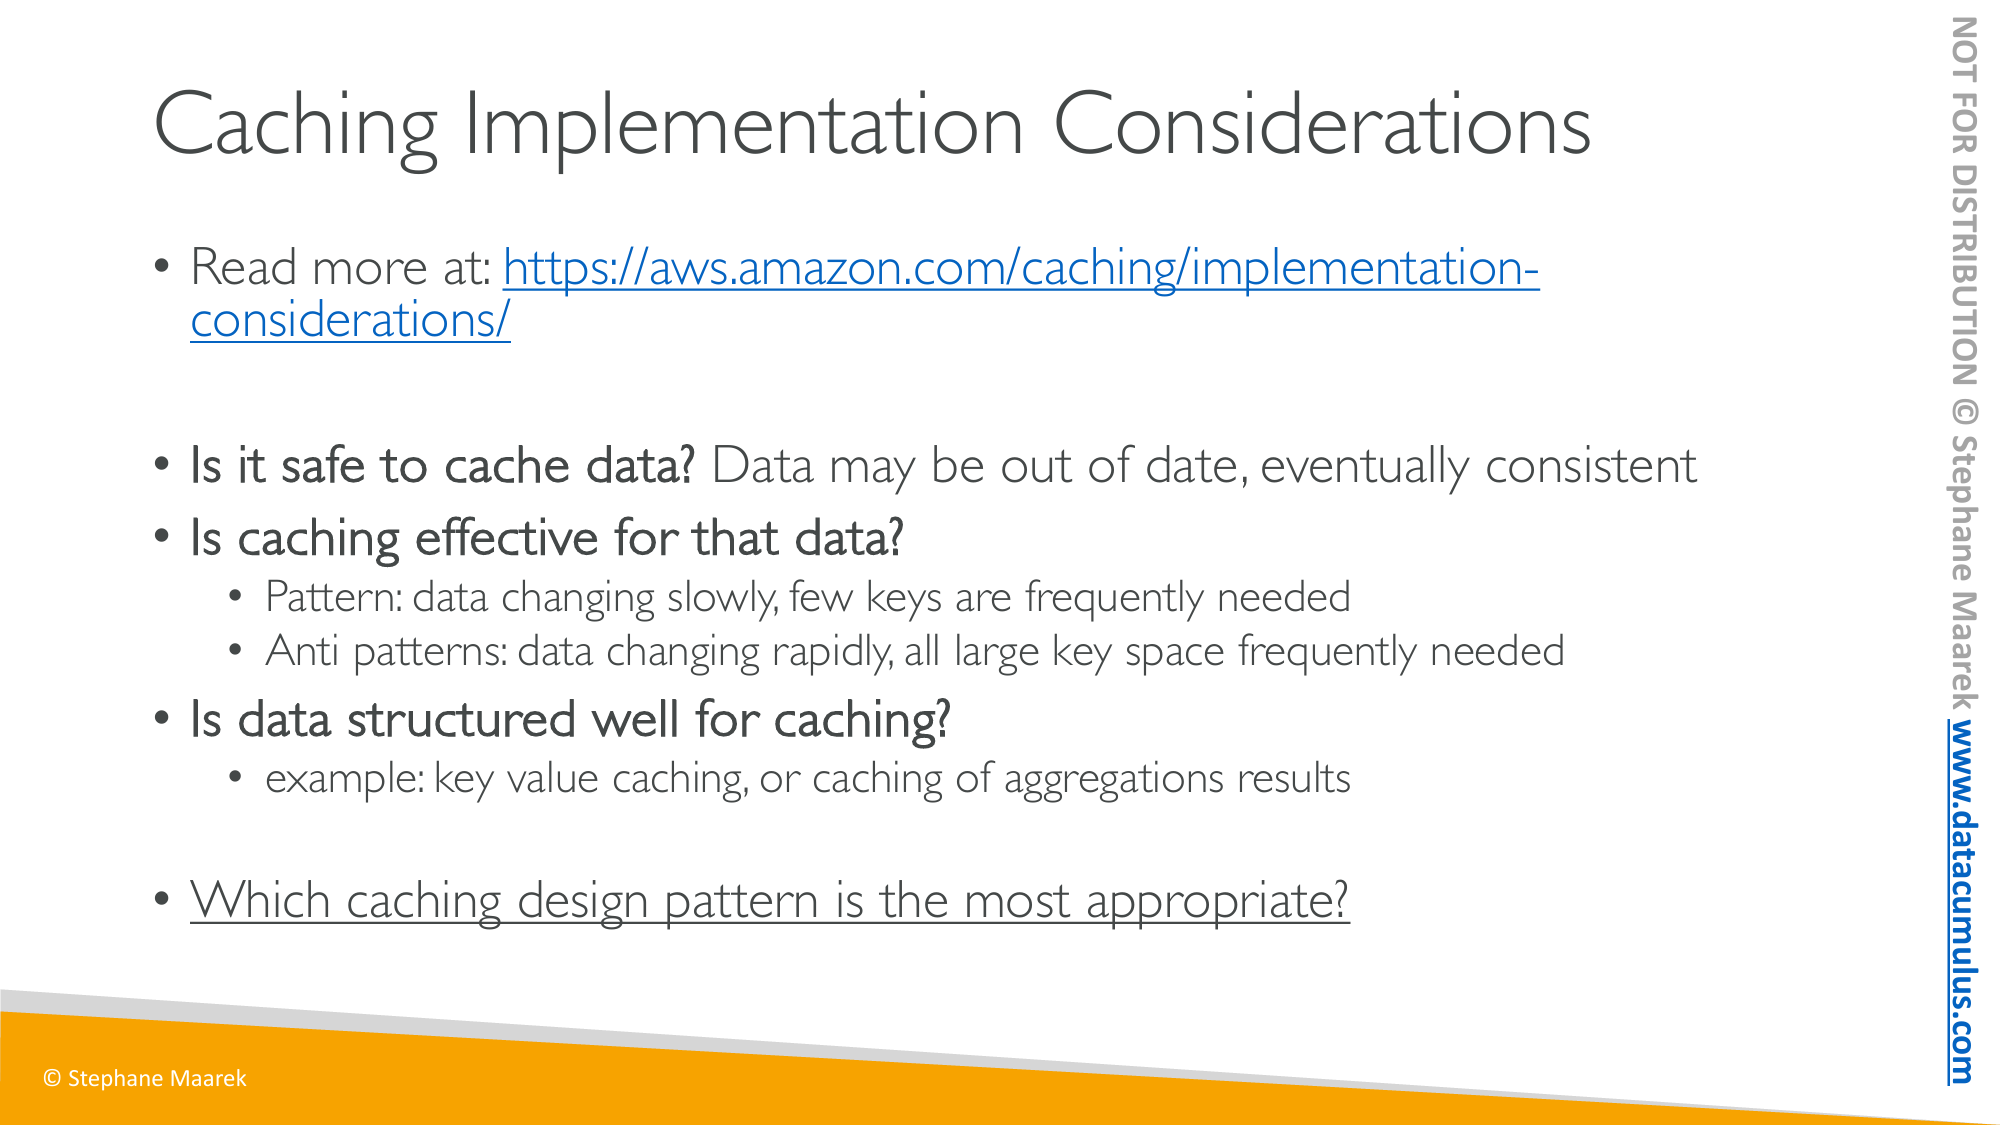 Caching Implementation Considerations
• Read more at: https://aws.amazon.com/caching/implementation-
considerations/
• Is it safe to cache data? Data may be out of date, eventually consistent
• Is caching effective for that data?
• Pattern: data changing slowly, few keys are frequently needed
• Anti patterns: data changing rapidly, all large key space frequently needed
• Is data structured well for caching?
• example: key value caching, or caching of aggregations results
• Which caching design pattern is the most appropriate?
© Stephane Maarek
NOT FOR DISTRIBUTION © Stephane Maarek www.datacumulus.com